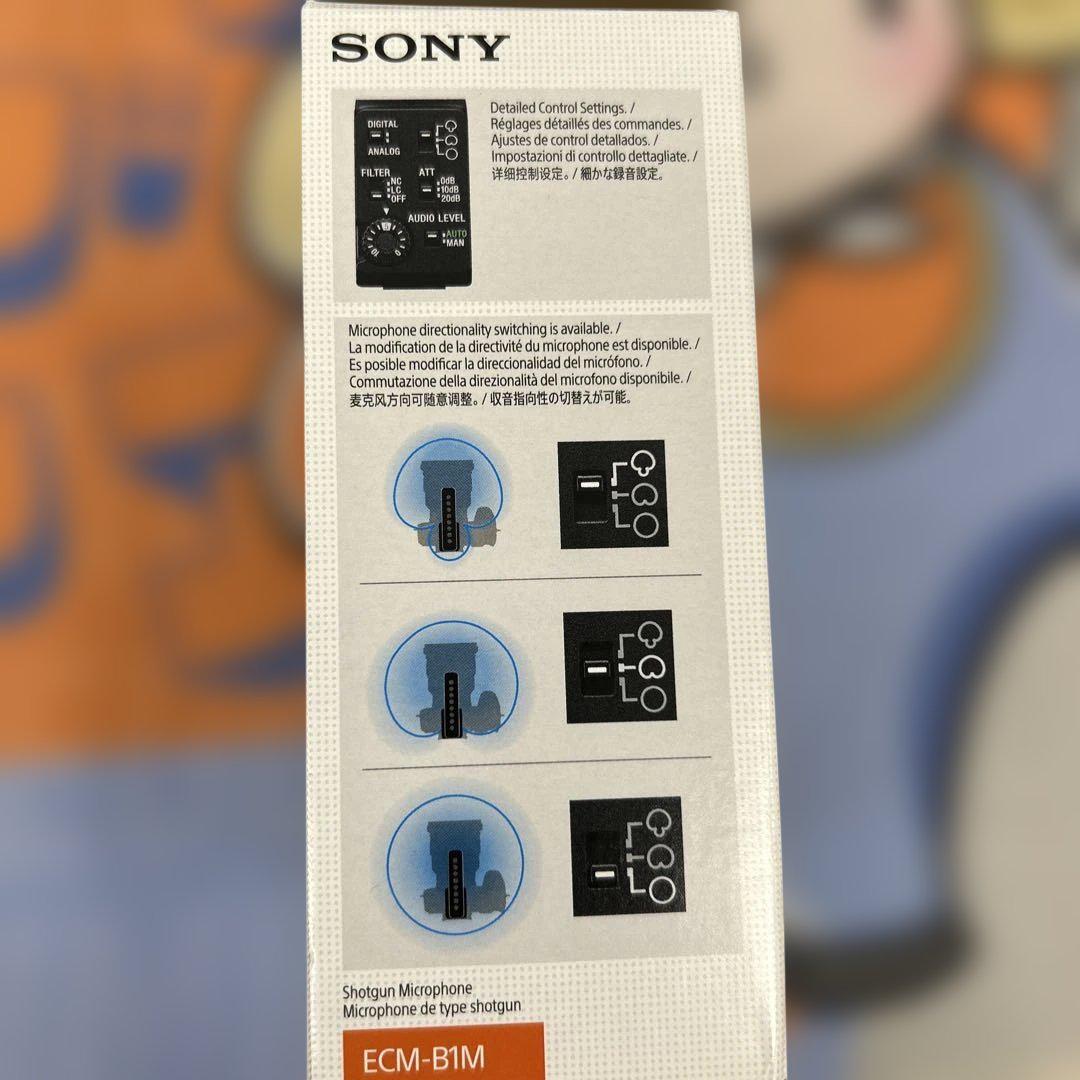 SONY
DIGITAL
ANALOG
FILTER
NC
LC
OFF
ATT
0dB
10dB
20dB
AUDIO LEVEL
AUTO
MAN
10
0
Detailed Control Settings. /
Réglages détaillés des commandes. /
Ajustes de control detallados. /
Impostazioni di controllo dettagliate. /
详细控制设定。/ 細かな録音設定。
Microphone directionality switching is available. /
La modification de la directivité du microphone est disponible. /
Es posible modificar la direccionalidad del micrófono. /
Commutazione della direzionalità del microfono disponibile. /
麦克风方向可随意调整。/ 収音指向性の切替えが可能。
Shotgun Microphone
Microphone de type shotgun
ECM-B1M